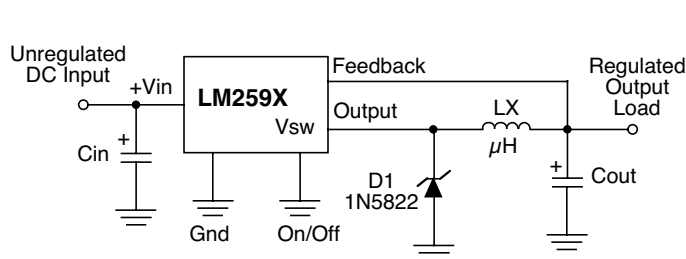 Unregulated
DC Input
+Vin
LM259X
Feedback
Regulated
Output
Load
Output
Vsw
LX
µH
+
Cin
D1
1N5822
+
Cout
Gnd
On/Off